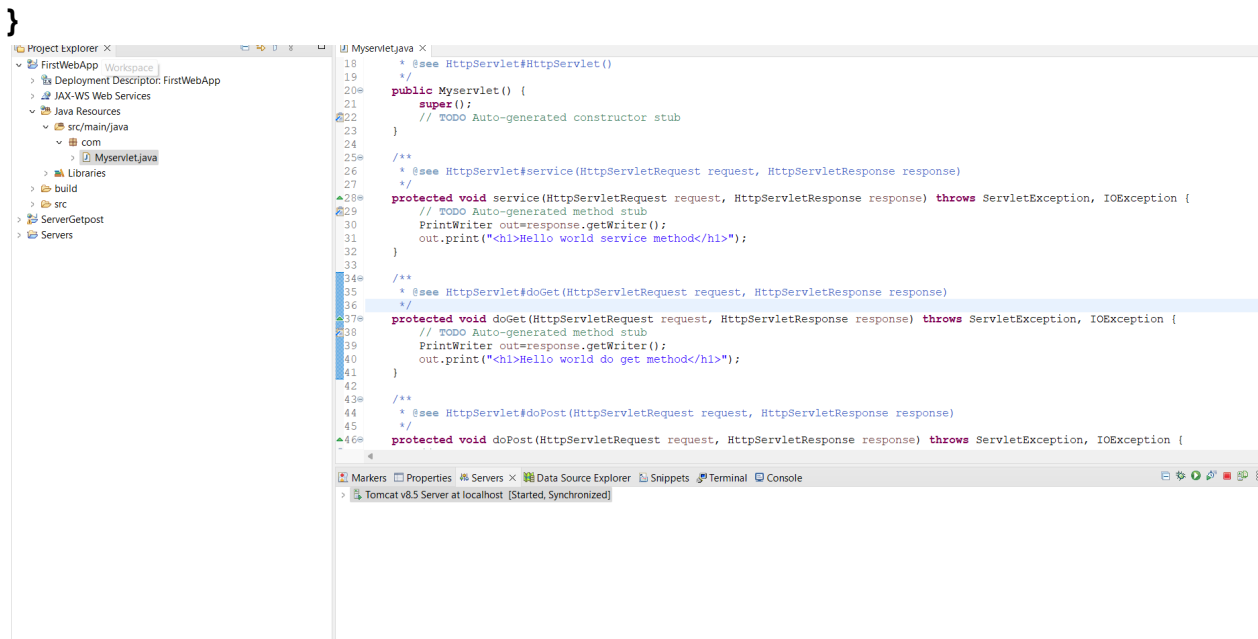 }
Project Explorer ×
FirstWebApp
Workspace
Deployment Descriptor: FirstWebApp
JAX-WS Web Services
Java Resources
src/main/java
com
Myservlet.java
Libraries
build
src
ServerGetpost
Servers
Myservlet.java ×
18 * @see HttpServlet#HttpServlet()
19 */
20 public Myservlet() {
21 super();
22 // TODO Auto-generated constructor stub
23 }
24
25 /**
26 * @see HttpServlet#service(HttpServletRequest request, HttpServletResponse response)
27 */
28 protected void service(HttpServletRequest request, HttpServletResponse response) throws ServletException, IOException {
29 // TODO Auto-generated method stub
30 PrintWriter out=response.getWriter();
31 out.print("<h1>Hello world service method</h1>");
32 }
33
34 /**
35 * @see HttpServlet#doGet(HttpServletRequest request, HttpServletResponse response)
36 */
37 protected void doGet(HttpServletRequest request, HttpServletResponse response) throws ServletException, IOException {
38 // TODO Auto-generated method stub
39 PrintWriter out=response.getWriter();
40 out.print("<h1>Hello world do get method</h1>");
41 }
42
43 /**
44 * @see HttpServlet#doPost(HttpServletRequest request, HttpServletResponse response)
45 */
46 protected void doPost(HttpServletRequest request, HttpServletResponse response) throws ServletException, IOException {
Markers Properties Servers × Data Source Explorer Snippets Terminal Console
Tomcat v8.5 Server at localhost [Started, Synchronized]